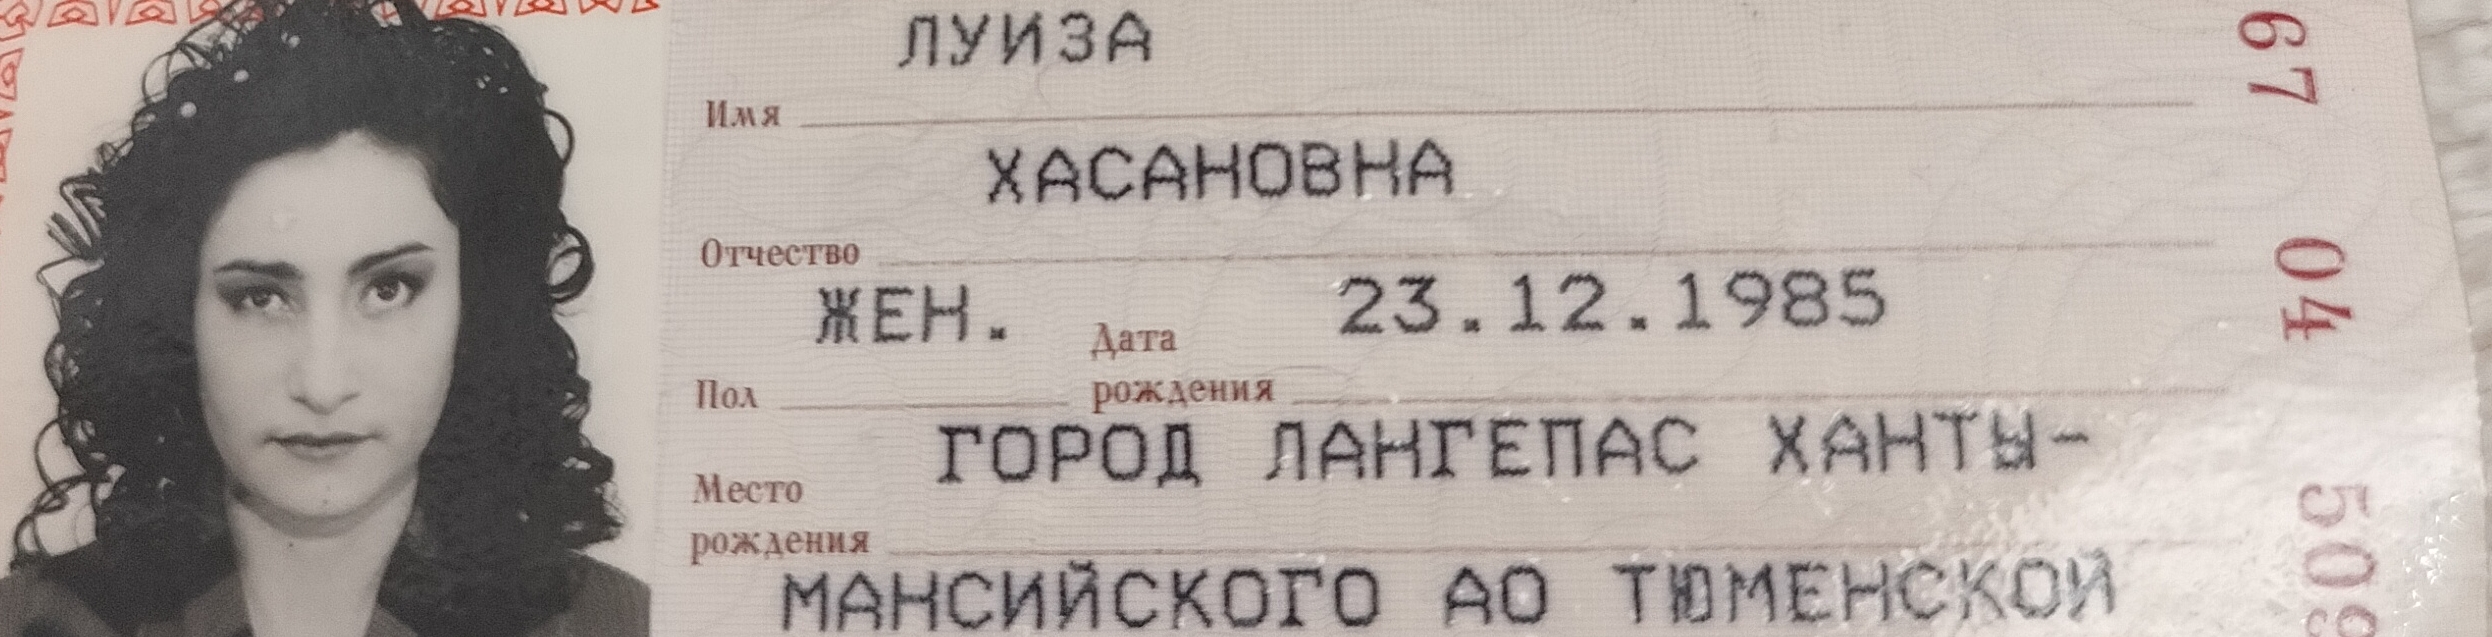 ЛУИЗА
Имя
ХАСАНОВНА
Отчество
ЖЕН. 23.12.1985
Пол Дата рождения
ГОРОД ЛАНГЕПАС ХАНТЫ-
Место рождения
МАНСИЙСКОГО АО ТЮМЕНСКОЙ
67 04 50